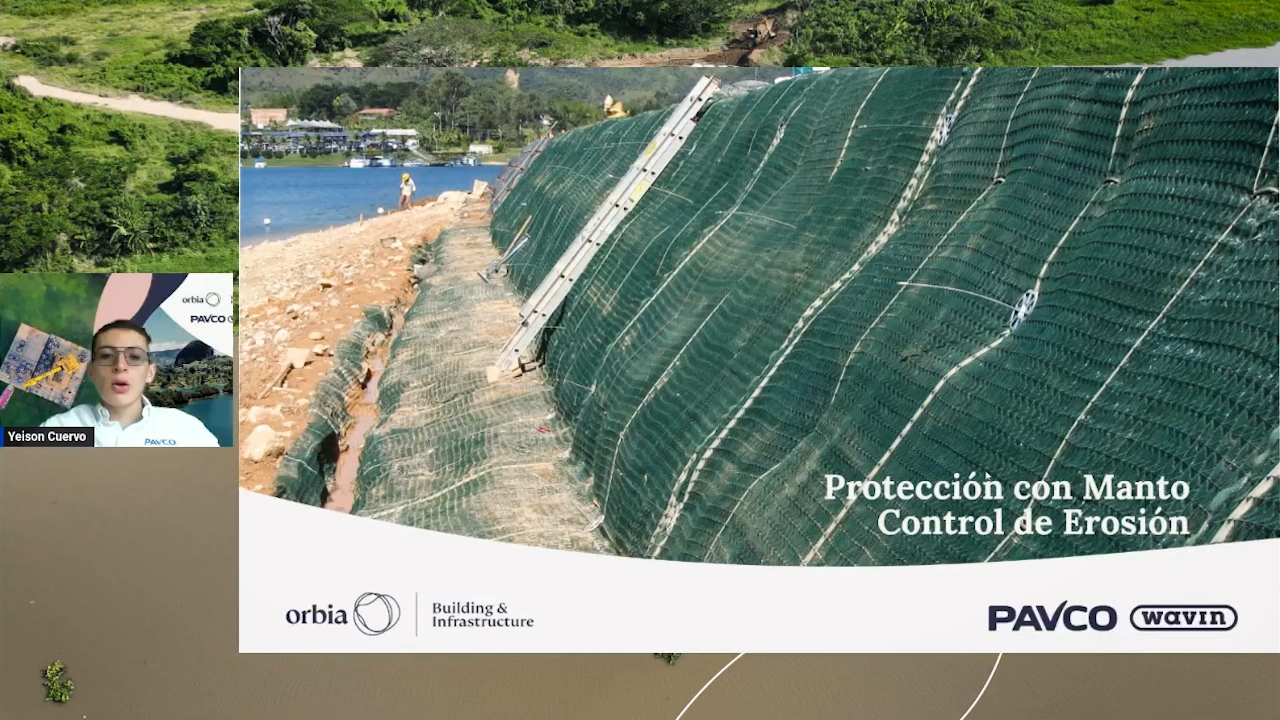 orbia
PAVCO
PAVCO
Yeison Cuervo
Protección con Manto
Control de Erosión
orbia
Building &
Infrastructure
PAVCO
wavin